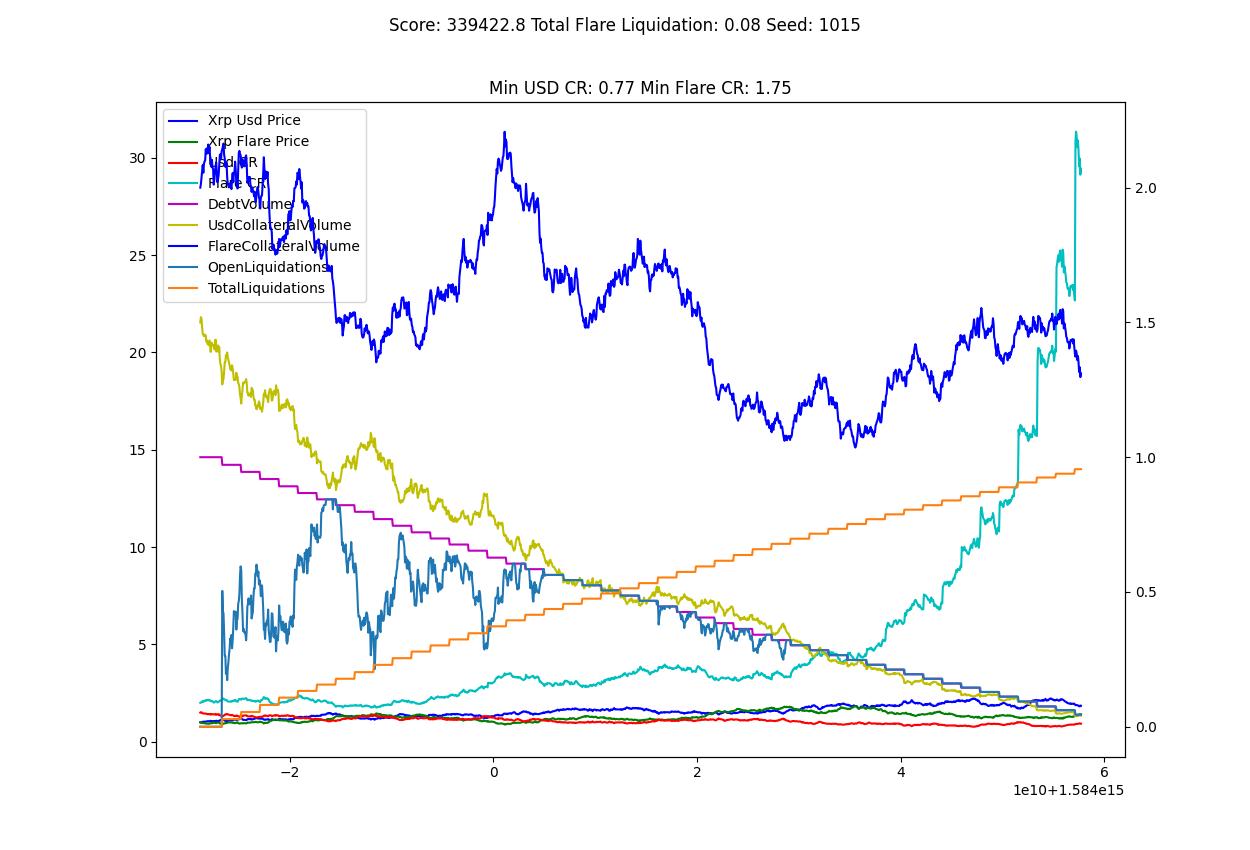 Score: 339422.8 Total Flare Liquidation: 0.08 Seed: 1015
Min USD CR: 0.77 Min Flare CR: 1.75
Xrp Usd Price
Xrp Flare Price
Usd CR
Flare CR
DebtVolume
UsdCollateralVolume
FlareCollateralVolume
OpenLiquidations
TotalLiquidations
30
25
20
15
10
5
0
2.0
1.5
1.0
0.5
0.0
−2
0
2
4
6
1e10+1.584e15